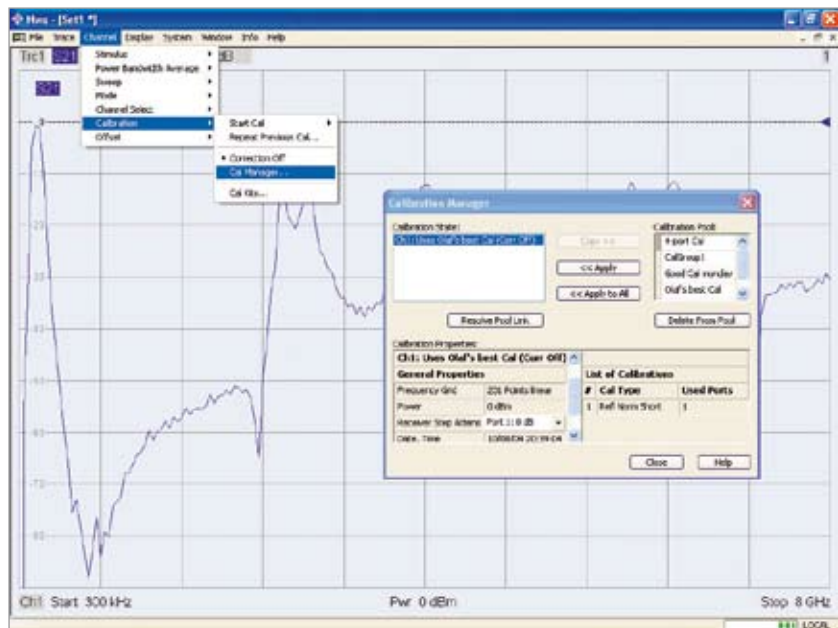 Nwa - [Set1 *]
File Trace Channel Display System Window Info Help
Trc1 S21 dB 1
S21
Stimulus
Power Bandwidth Average
Sweep
Mode
Channel Select
Calibration
Offset
Start Cal
Repeat Previous Cal...
Correction Off
Cal Manager...
Cal Kits...
Calibration Manager
Calibration State:
Ch1: Uses Olaf's best Cal (Corr Off)
Copy >>
<< Apply
<< Apply to All
Calibration Pool:
4 port Cal
CalGroup1
Good Cal monday
Olaf's best Cal
Resolve Pool Link
Delete From Pool
Calibration Properties:
Ch1: Uses Olaf's best Cal (Corr Off)
General Properties
Frequency Grid 201 Points linear
Power 0 dBm
Receiver Step Attens Port 1: 0 dB
Date, Time
List of Calibrations
# Cal Type Used Ports
1 Refl Norm Short 1
Close Help
Ch1 Start 300 kHz Pwr 0 dBm Stop 8 GHz
LOCAL